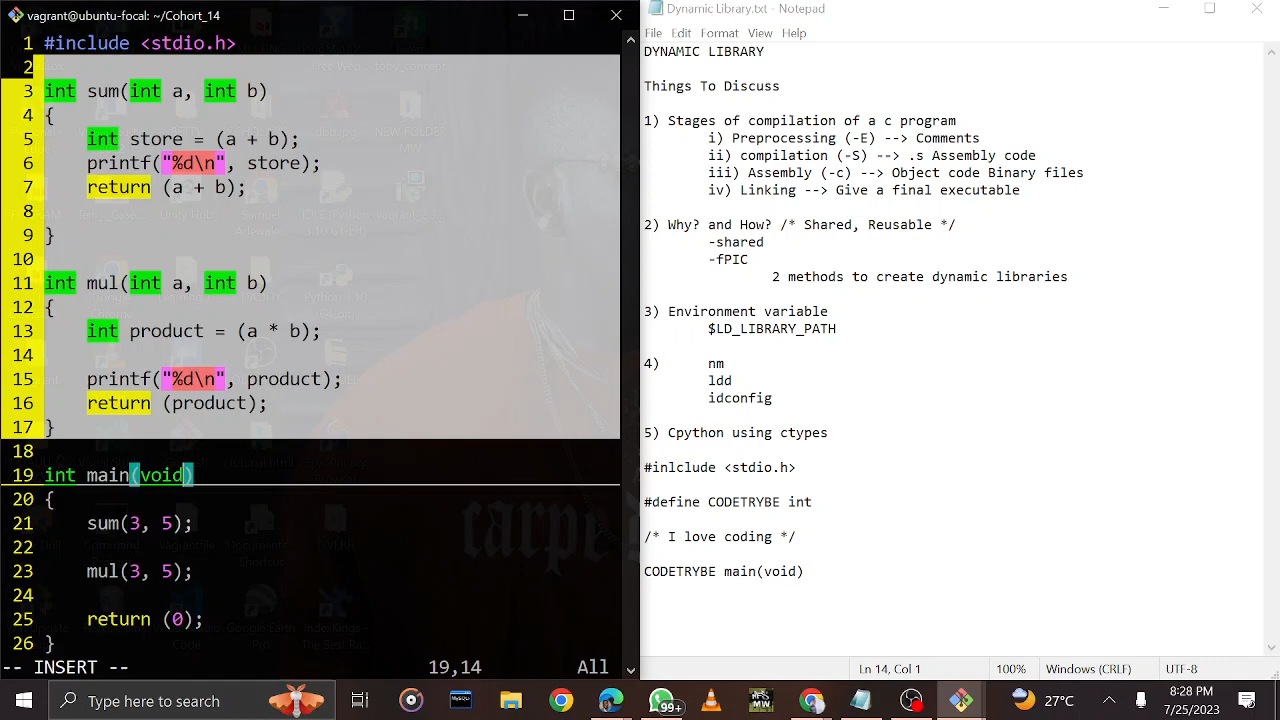 vagrant@ubuntu-focal: ~/Cohort_14
1 #include <stdio.h>
2
3 int sum(int a, int b)
4 {
5 int store = (a + b);
6 printf("%d\n", store);
7 return (a + b);
8
9 }
10
11 int mul(int a, int b)
12 {
13 int product = (a * b);
14
15 printf("%d\n", product);
16 return (product);
17 }
18
19 int main(void)
20 {
21 sum(3, 5);
22
23 mul(3, 5);
24
25 return (0);
26 }
-- INSERT -- 19,14 All
Dynamic Library.txt - Notepad
File Edit Format View Help
DYNAMIC LIBRARY
Things To Discuss
1) Stages of compilation of a c program
i) Preprocessing (-E) --> Comments
ii) compilation (-S) --> .s Assembly code
iii) Assembly (-c) --> Object code Binary files
iv) Linking --> Give a final executable
2) Why? and How? /* Shared, Reusable */
-shared
-fPIC
2 methods to create dynamic libraries
3) Environment variable
$LD_LIBRARY_PATH
4) nm
ldd
idconfig
5) Cpython using ctypes
#inlclude <stdio.h>
#define CODETRYBE int
/* I love coding */
CODETRYBE main(void)
Ln 14, Col 1 100% Windows (CRLF) UTF-8
Type here to search
MySQL
99+
NFS
MW
27°C
8:28 PM
7/25/2023